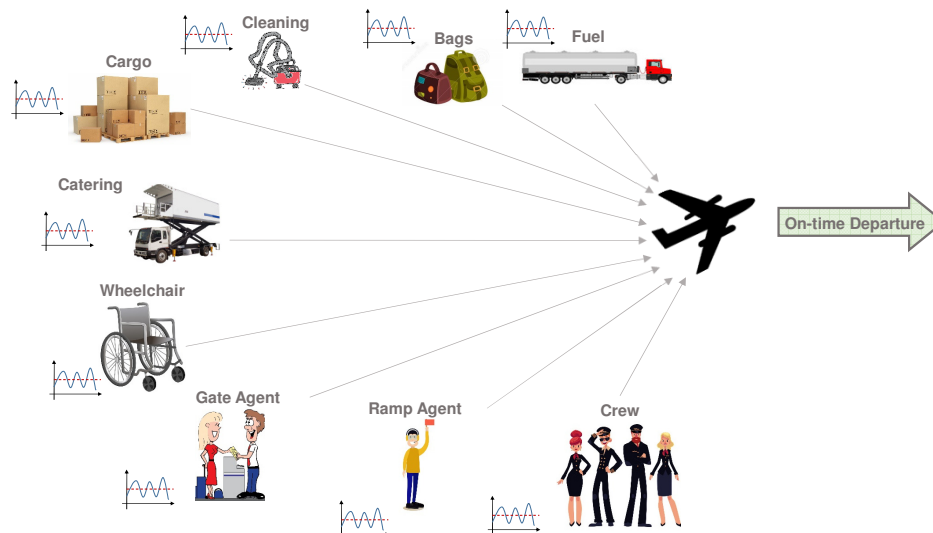 Cleaning
Bags
Fuel
Cargo
Catering
On-time Departure
Wheelchair
Gate Agent
Ramp Agent
Crew